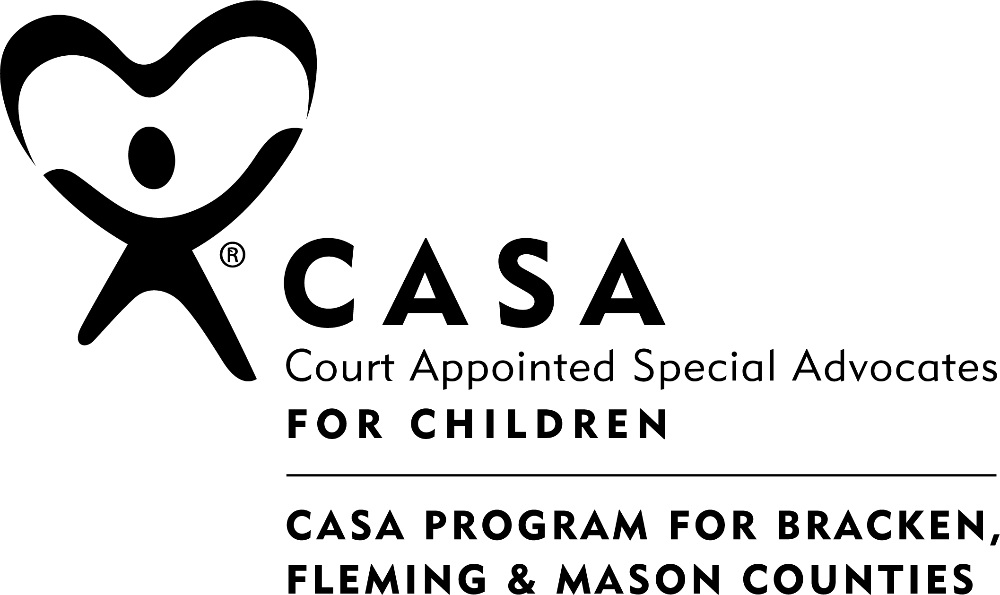 ®
CASA
Court Appointed Special Advocates
FOR CHILDREN
CASA PROGRAM FOR BRACKEN,
FLEMING & MASON COUNTIES